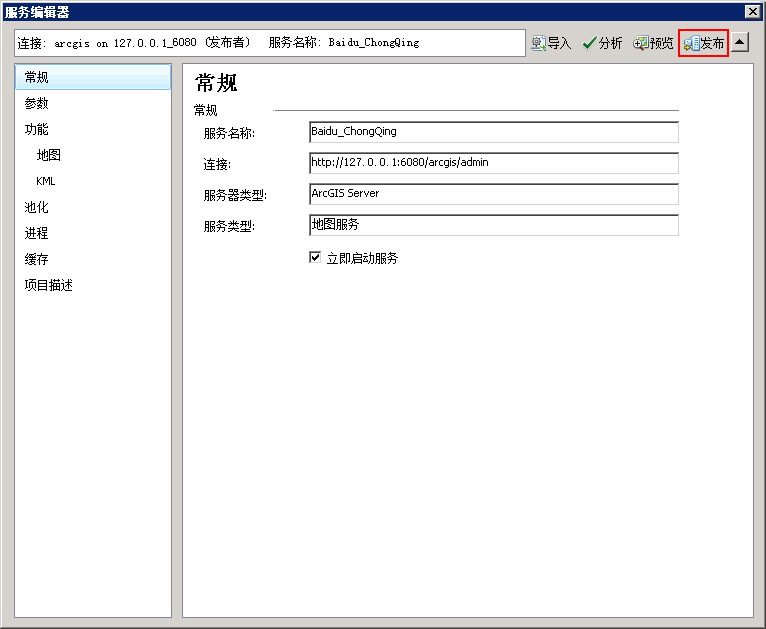 服务编辑器
连接: arcgis on 127.0.0.1_6080 (发布者) 服务名称: Baidu_ChongQing 导入 分析 预览 发布
常规
参数
功能
地图
KML
池化
进程
缓存
项目描述
常规
常规
服务名称: Baidu_ChongQing
连接: http://127.0.0.1:6080/arcgis/admin
服务器类型: ArcGIS Server
服务类型: 地图服务
立即启动服务